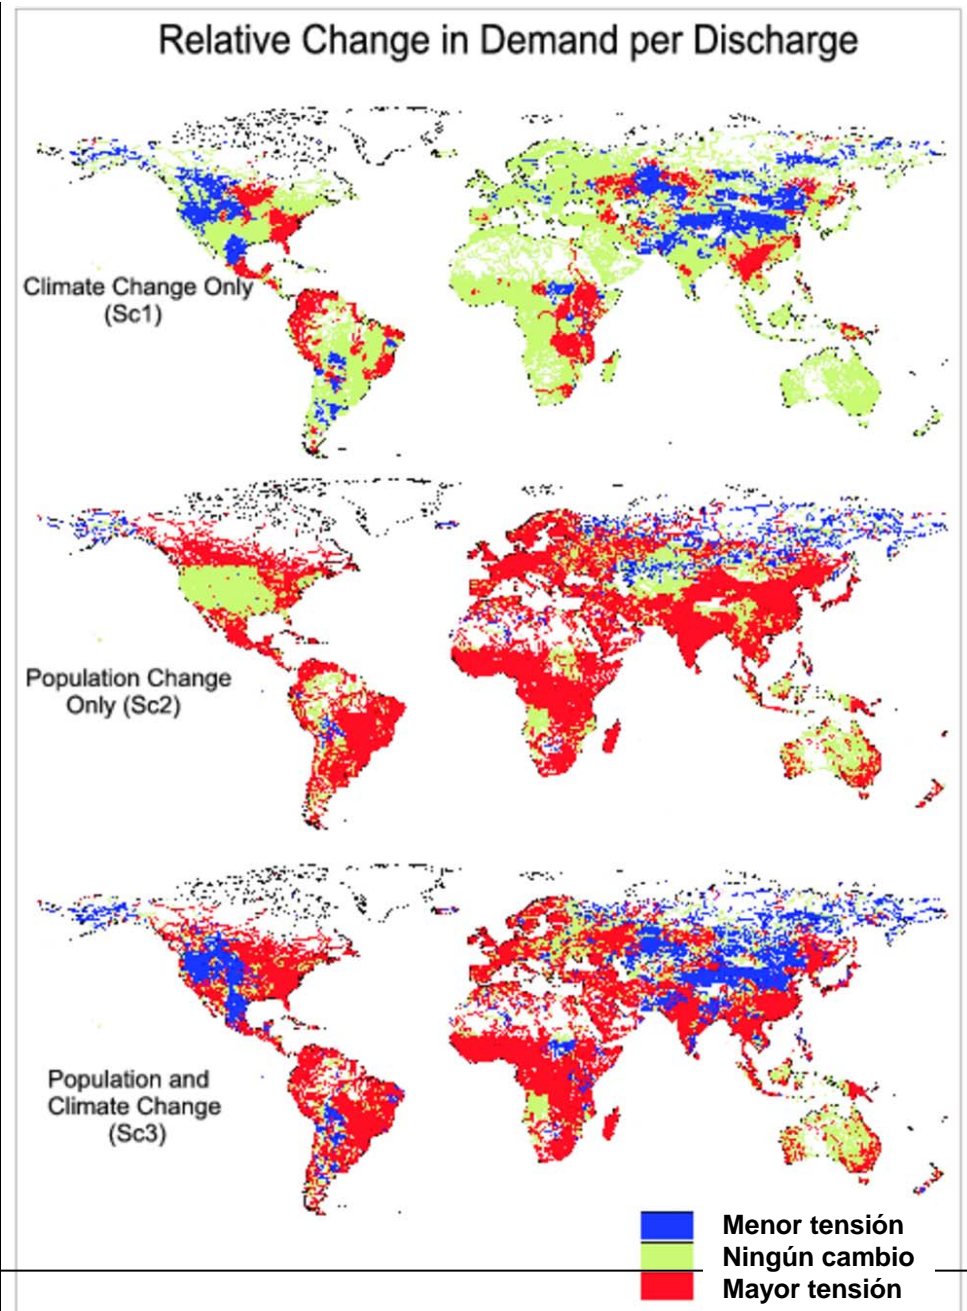 Relative Change in Demand per Discharge
Climate Change Only
(Sc1)
Population Change
Only (Sc2)
Population and
Climate Change
(Sc3)
Menor tensión
Ningún cambio
Mayor tensión